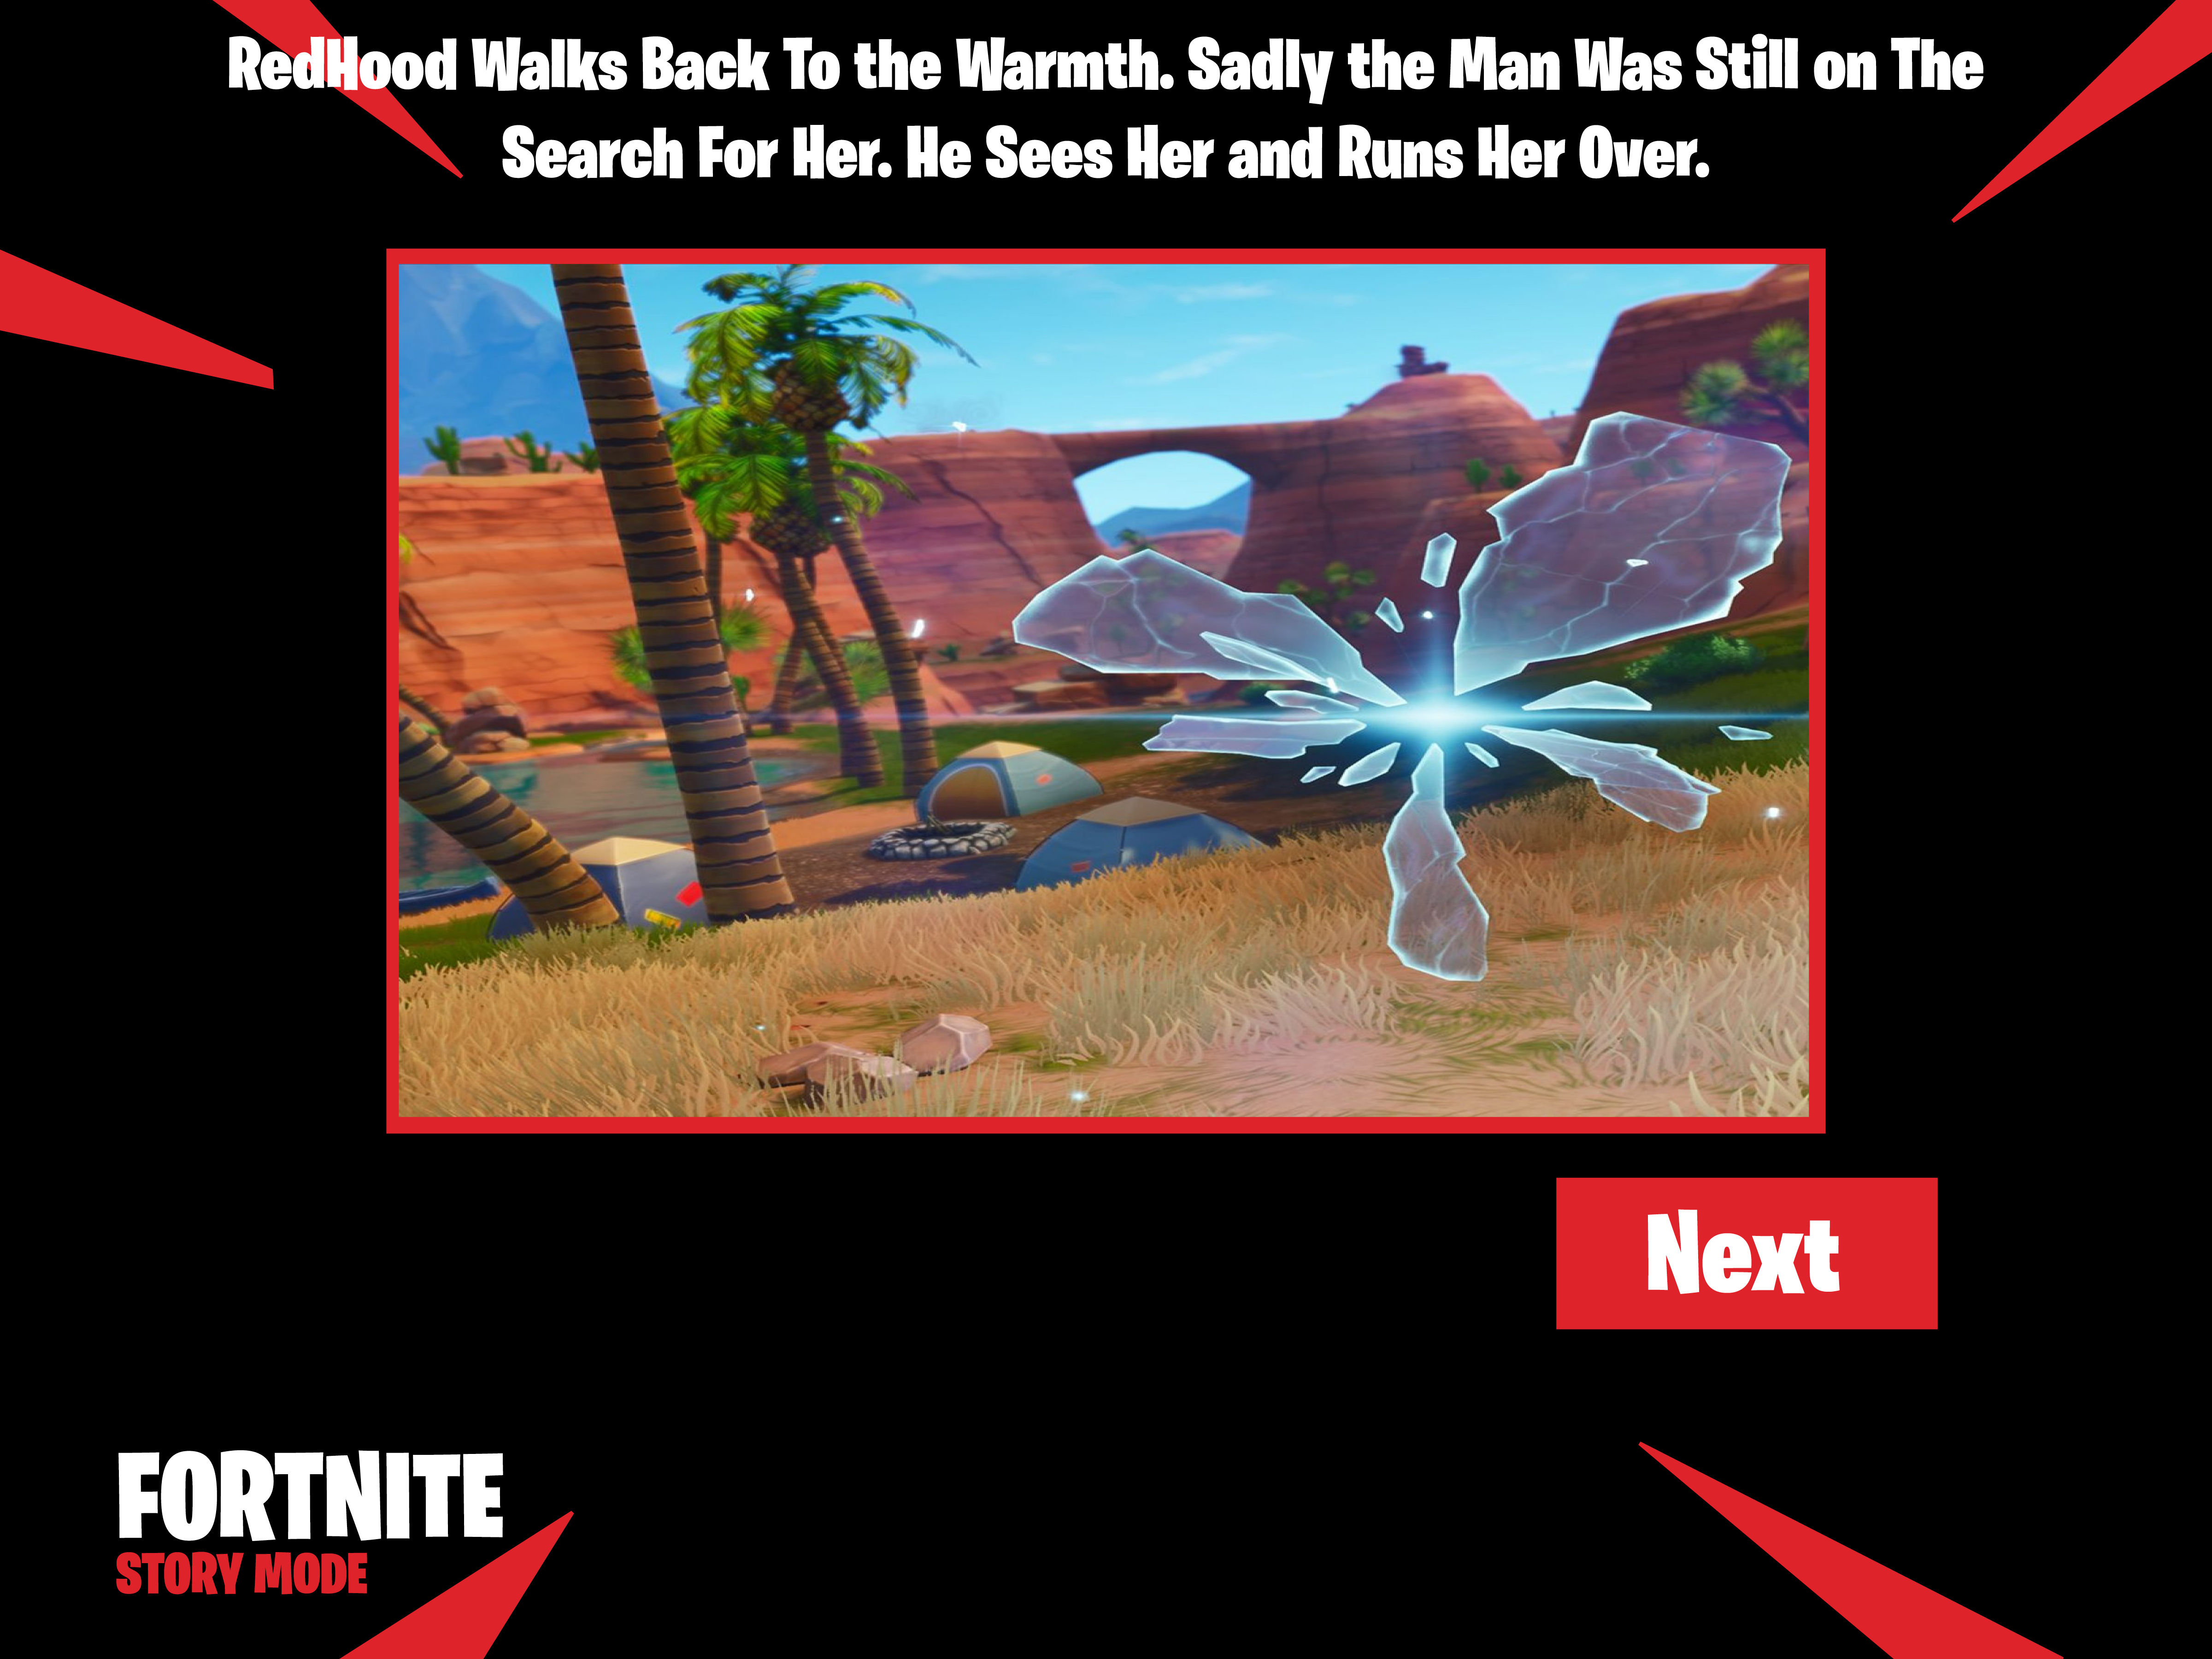 RedHood Walks Back To the Warmth. Sadly the Man Was Still on The
Search For Her. He Sees Her and Runs Her Over.
Next
FORTNITE
STORY MODE